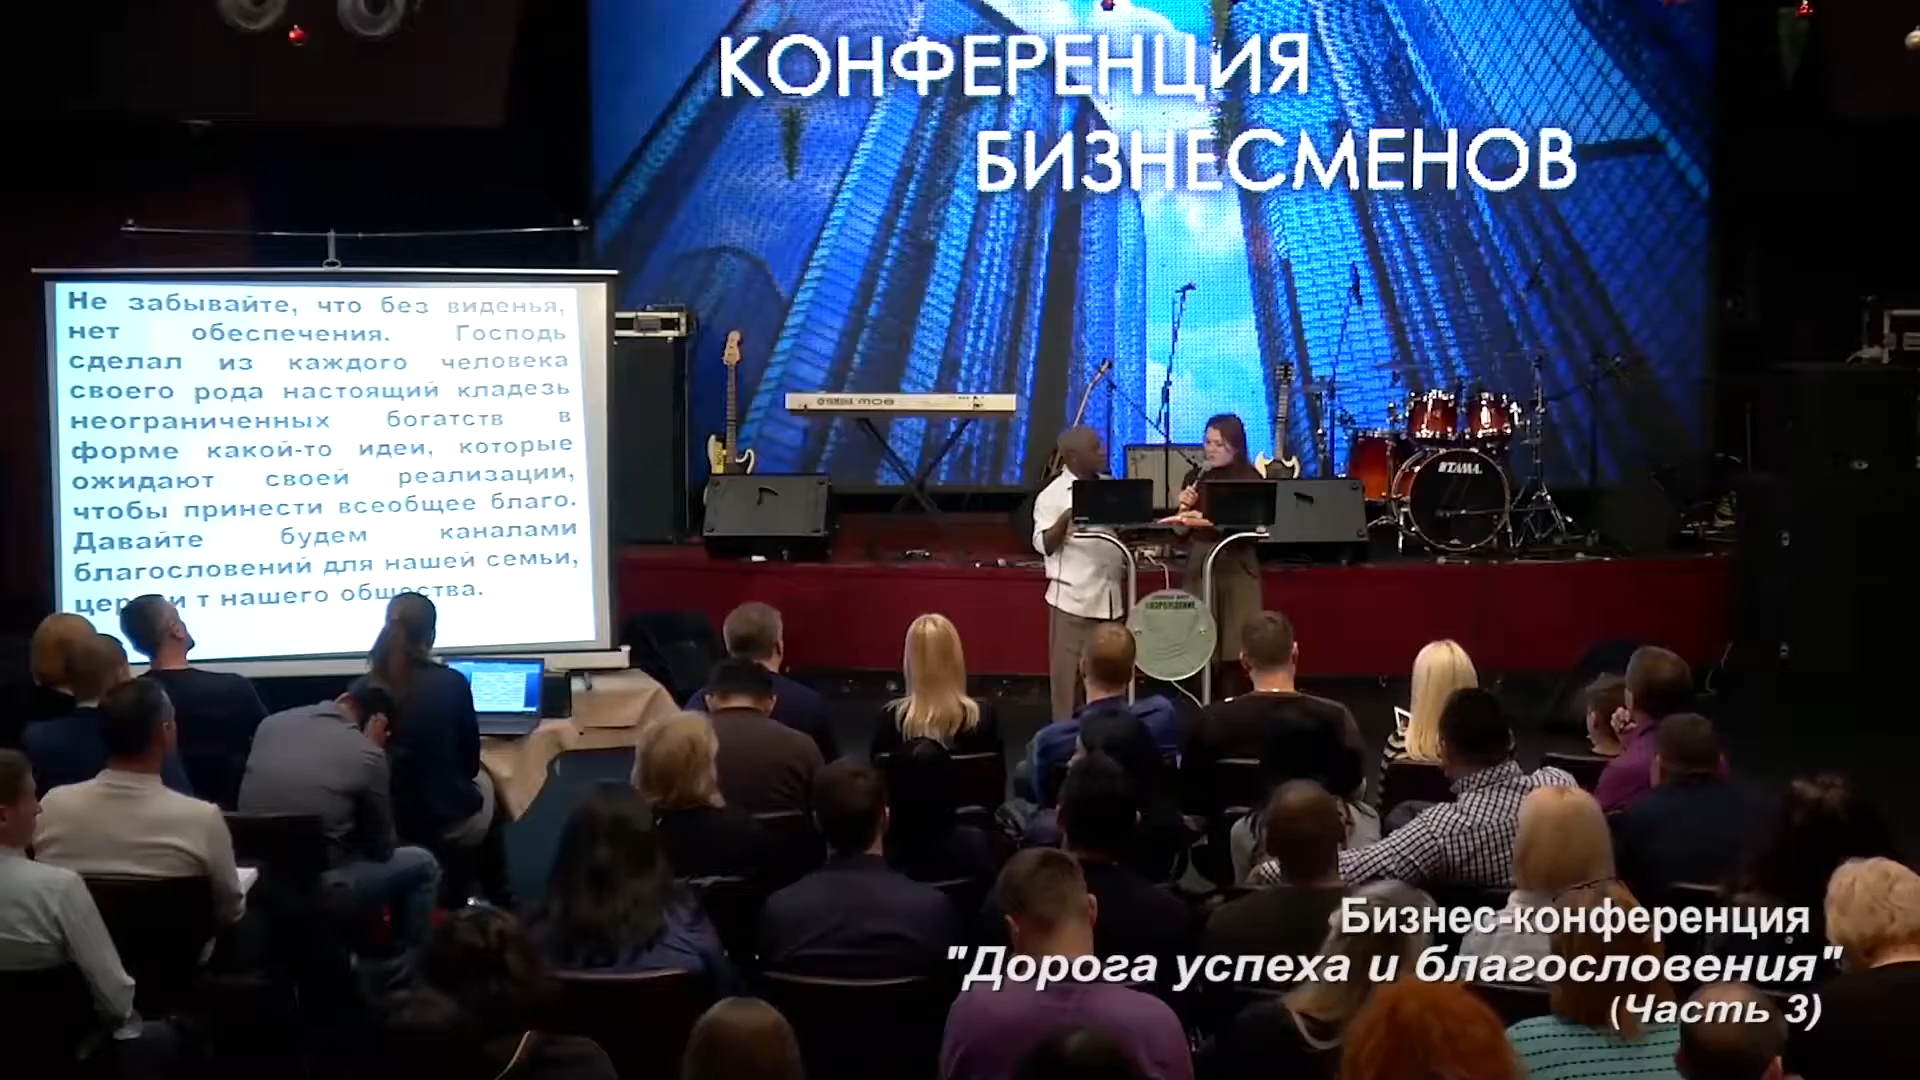 КОНФЕРЕНЦИЯ
БИЗНЕСМЕНОВ
Не забывайте, что без виденья,
нет обеспечения. Господь
сделал из каждого человека
своего рода настоящий кладезь
неограниченных богатств в
форме какой-то идеи, которые
ожидают своей реализации,
чтобы принести всеобщее благо.
Давайте будем каналами
благословений для нашей семьи,
т нашего общества.
TAMA
ВОЗРОЖДЕНИЕ
Бизнес-конференция
"Дорога успеха и благословения"
(Часть 3)